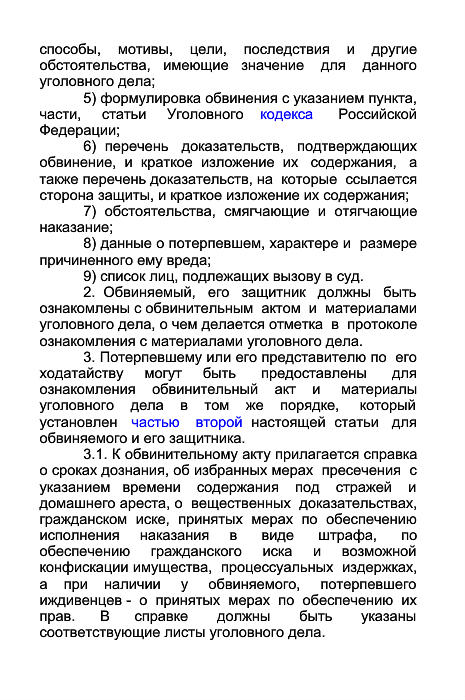 способы, мотивы, цели, последствия и другие
обстоятельства, имеющие значение для данного
уголовного дела;
5) формулировка обвинения с указанием пункта,
части, статьи Уголовного кодекса Российской
Федерации;
6) перечень доказательств, подтверждающих
обвинение, и краткое изложение их содержания, а
также перечень доказательств, на которые ссылается
сторона защиты, и краткое изложение их содержания;
7) обстоятельства, смягчающие и отягчающие
наказание;
8) данные о потерпевшем, характере и размере
причиненного ему вреда;
9) список лиц, подлежащих вызову в суд.
2. Обвиняемый, его защитник должны быть
ознакомлены с обвинительным актом и материалами
уголовного дела, о чем делается отметка в протоколе
ознакомления с материалами уголовного дела.
3. Потерпевшему или его представителю по его
ходатайству могут быть предоставлены для
ознакомления обвинительный акт и материалы
уголовного дела в том же порядке, который
установлен частью второй настоящей статьи для
обвиняемого и его защитника.
3.1. К обвинительному акту прилагается справка
о сроках дознания, об избранных мерах пресечения с
указанием времени содержания под стражей и
домашнего ареста, о вещественных доказательствах,
гражданском иске, принятых мерах по обеспечению
исполнения наказания в виде штрафа, по
обеспечению гражданского иска и возможной
конфискации имущества, процессуальных издержках,
а при наличии у обвиняемого, потерпевшего
иждивенцев - о принятых мерах по обеспечению их
прав. В справке должны быть указаны
соответствующие листы уголовного дела.